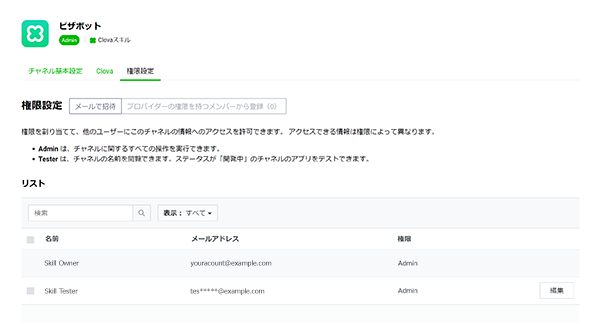 ピザボット
Admin Clovaスキル
チャネル基本設定 Clova 権限設定
権限設定 メールで招待 プロバイダーの権限を持つメンバーから登録（0）
権限を割り当てて、他のユーザーにこのチャネルの情報へのアクセスを許可できます。 アクセスできる情報は権限によって異なります。
• Admin は、チャネルに関するすべての操作を実行できます。
• Tester は、チャネルの名前を閲覧できます。ステータスが「開発中」のチャネルのアプリをテストできます。
リスト
検索 表示： すべて
名前 メールアドレス 権限
Skill Owner youracount@example.com Admin
Skill Tester tes*****@example.com Admin 編集